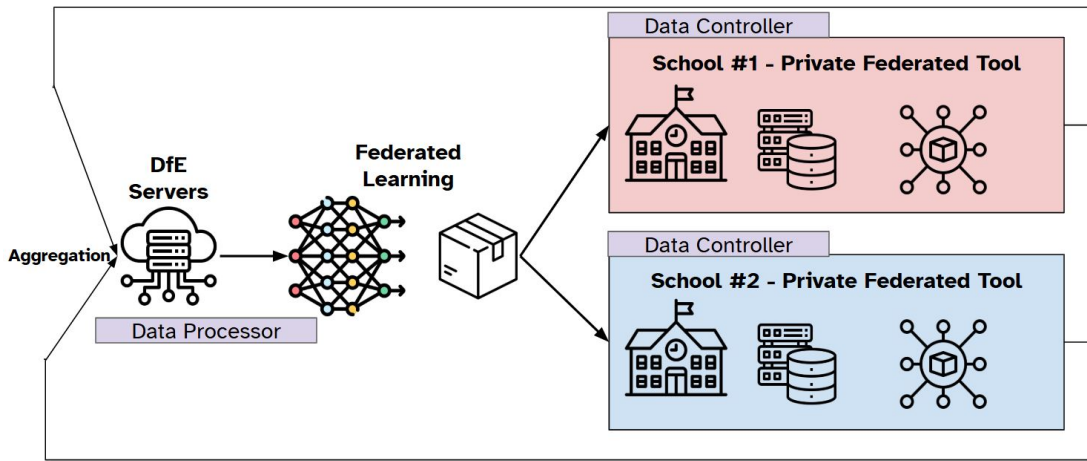 Data Controller
School #1 - Private Federated Tool
DfE
Servers
Federated
Learning
Aggregation
Data Processor
Data Controller
School #2 - Private Federated Tool